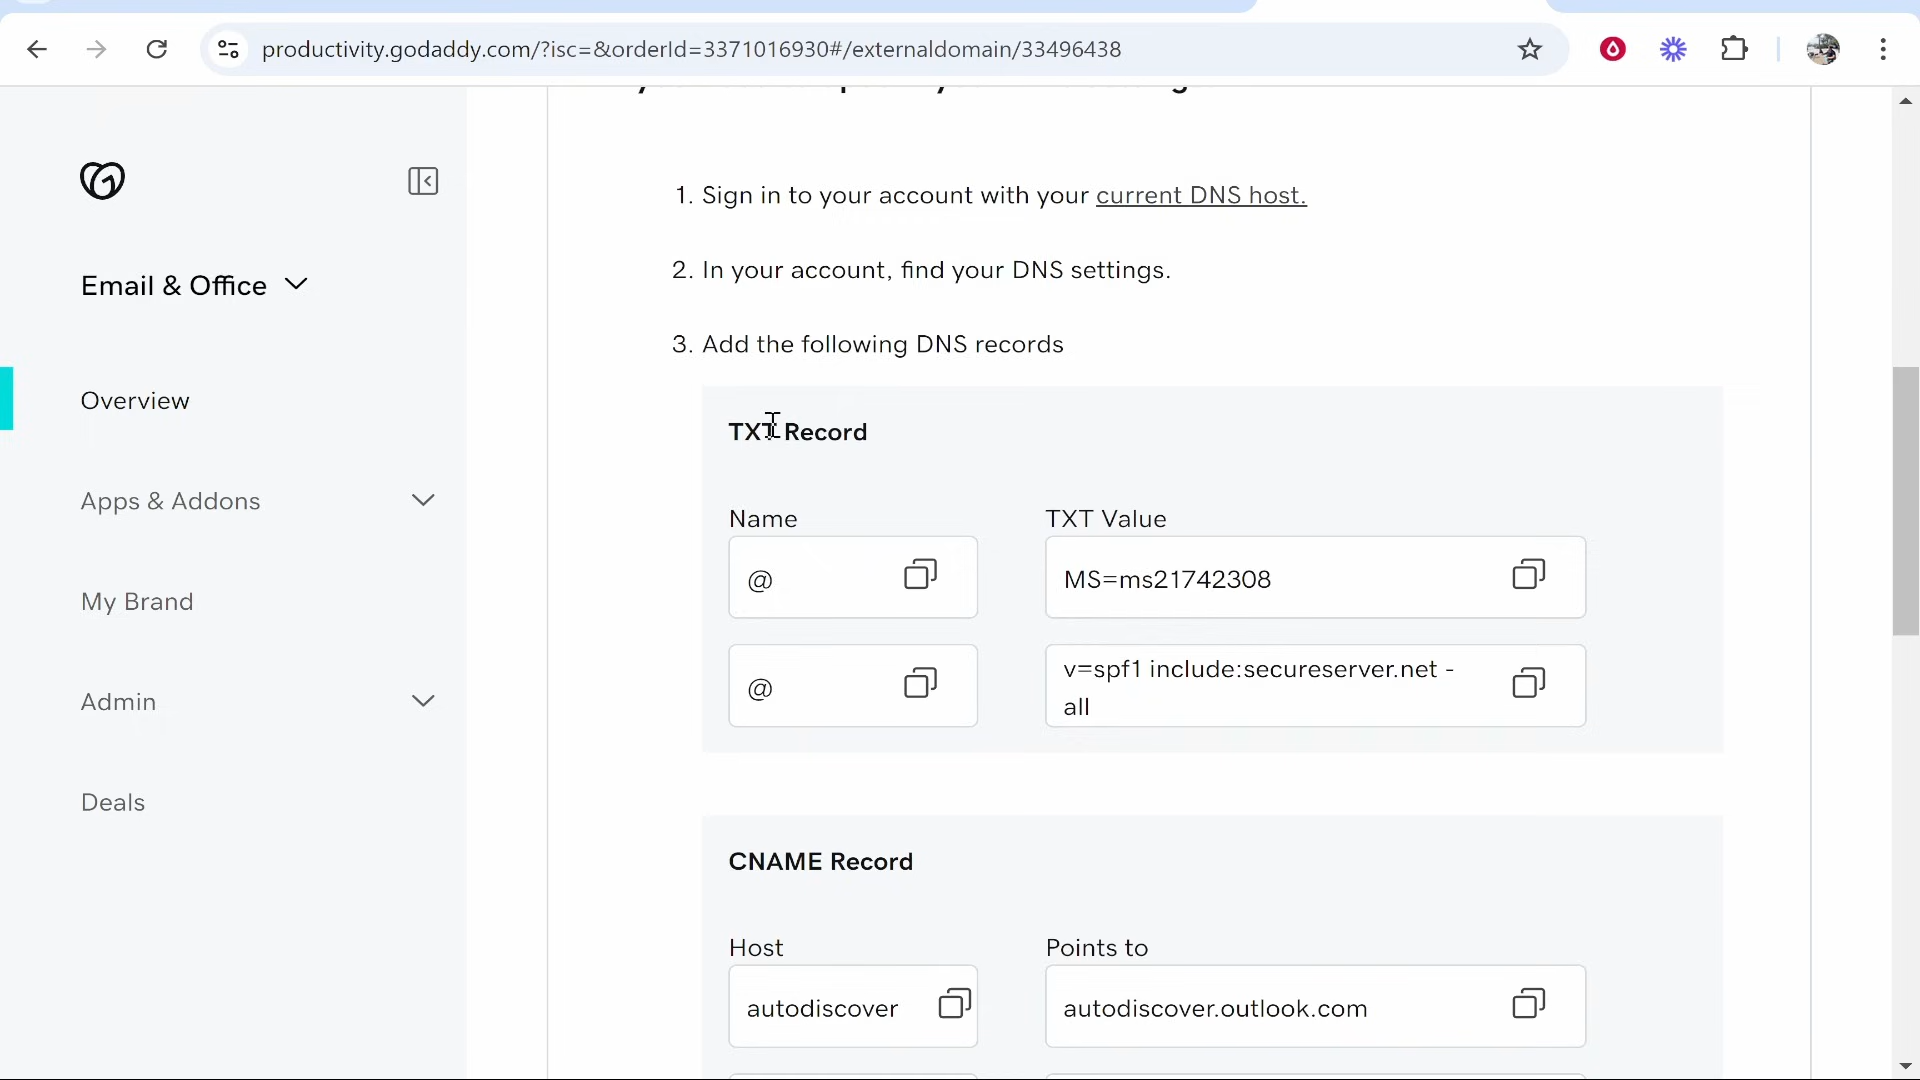 productivity.godaddy.com/?isc=&orderId=3371016930#/externaldomain/33496438
Email & Office
Overview
Apps & Addons
My Brand
Admin
Deals
1. Sign in to your account with your current DNS host.
2. In your account, find your DNS settings.
3. Add the following DNS records
TXT Record
Name TXT Value
@ MS=ms21742308
@ v=spf1 include:secureserver.net -
all
CNAME Record
Host Points to
autodiscover autodiscover.outlook.com